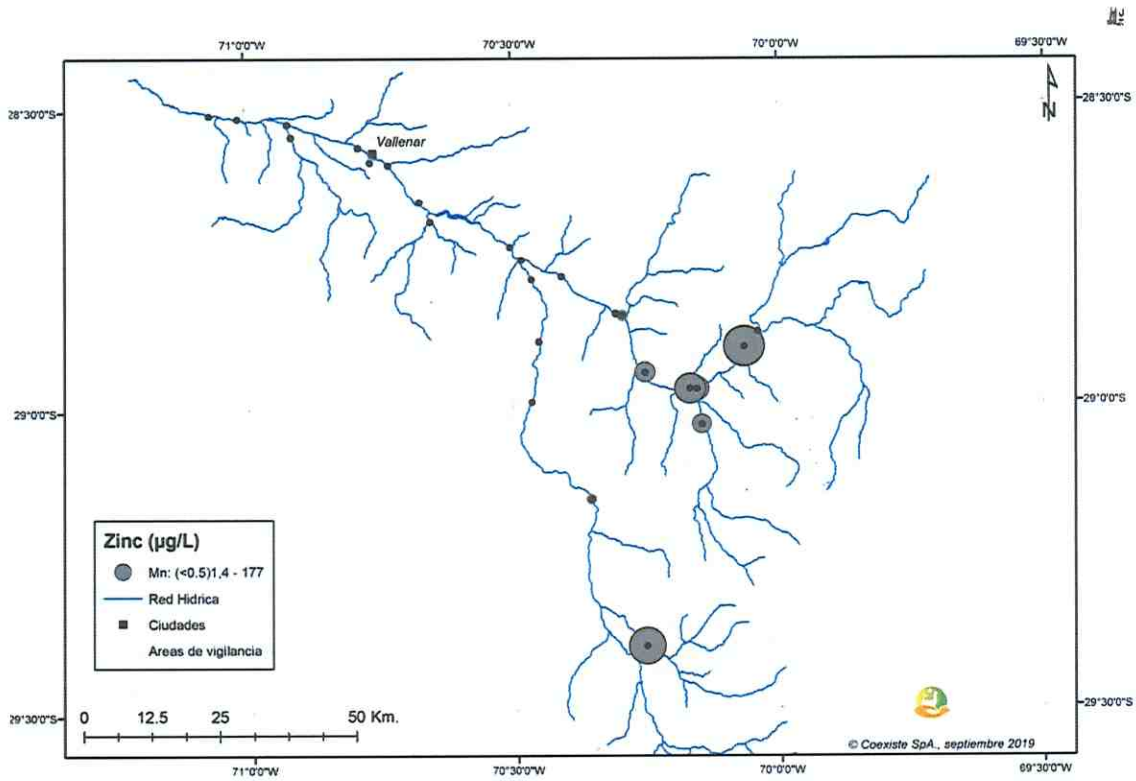 71°0'0"W
70°30'0"W
70°0'0"W
69°30'0"W
28°30'0"S
28°30'0"S
N
Vallenar
29°0'0"S
29°0'0"S
Zinc (µg/L)
Mn: (<0.5)1,4 - 177
Red Hídrica
Ciudades
Areas de vigilancia
0 12.5 25 50 Km.
© Coexiste SpA., septiembre 2019
29°30'0"S
29°30'0"S
71°0'0"W
70°30'0"W
70°0'0"W
69°30'0"W